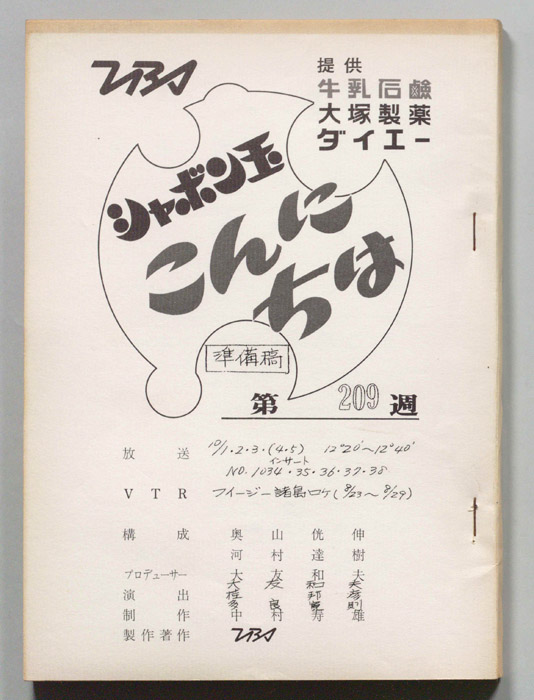 提供
牛乳石鹸
大塚製薬
ダイエー
シャボン玉
こんに
ちは
準備稿
第 209 週
放送 10/1・2・3・(4・5) 12°20'〜12°40'
インサート
NO. 1034・35・36・37・38
VTR フィージー諸島ロケ(8/23〜8/29)
構成 奥山侊伸
河村達樹
プロデューサー 大友和夫
演出
制作 中村寿雄
製作著作